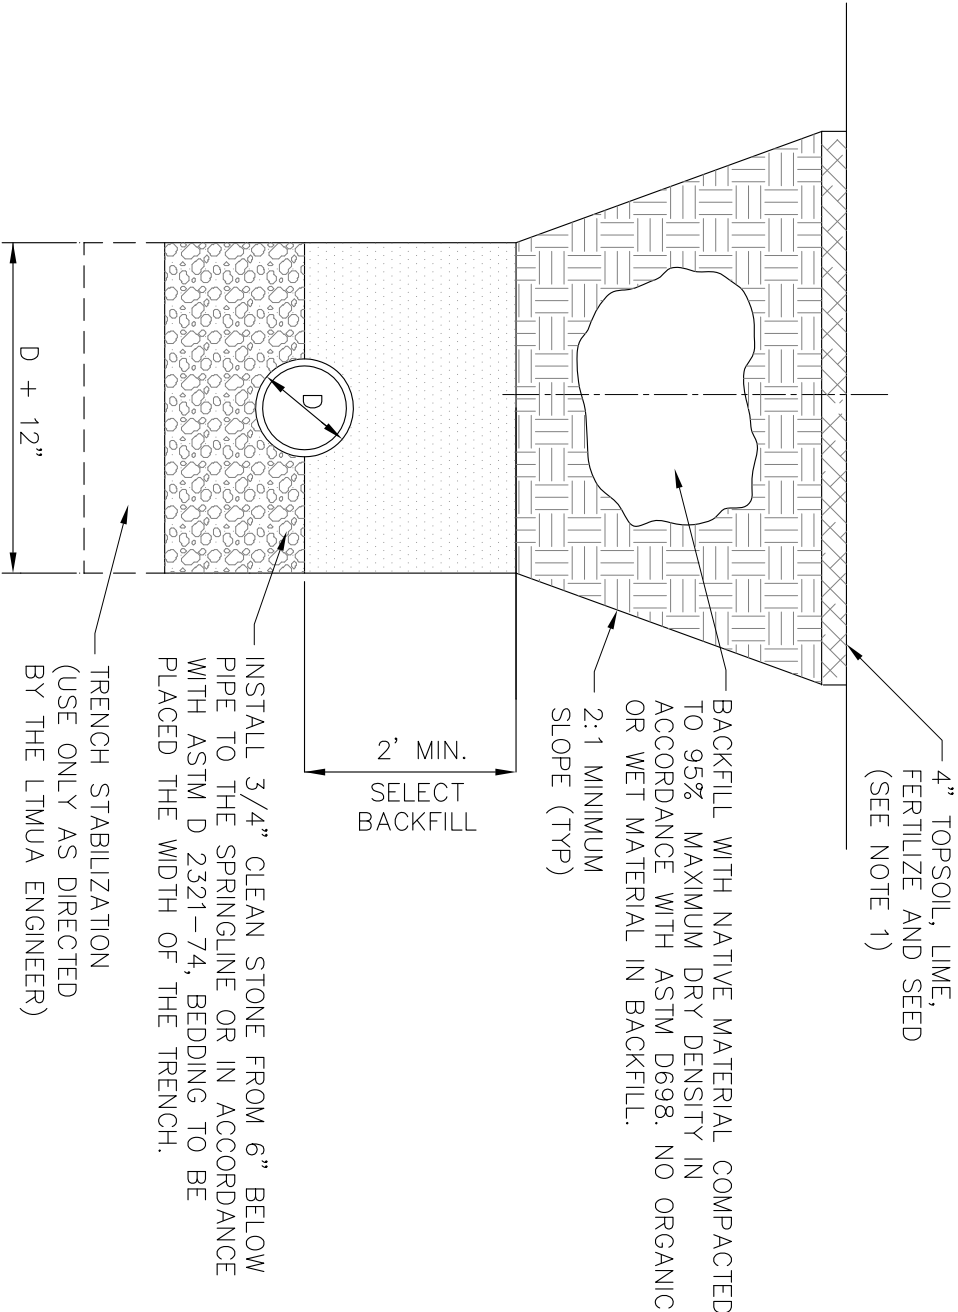 4" TOPSOIL, LIME,
FERTILIZE AND SEED
(SEE NOTE 1)
BACKFILL WITH NATIVE MATERIAL COMPACTED
TO 95% MAXIMUM DRY DENSITY IN
ACCORDANCE WITH ASTM D698. NO ORGANIC
OR WET MATERIAL IN BACKFILL.
2:1 MINIMUM
SLOPE (TYP)
2' MIN.
SELECT
BACKFILL
D
INSTALL 3/4" CLEAN STONE FROM 6" BELOW
PIPE TO THE SPRINGLINE OR IN ACCORDANCE
WITH ASTM D 2321-74, BEDDING TO BE
PLACED THE WIDTH OF THE TRENCH.
TRENCH STABILIZATION
(USE ONLY AS DIRECTED
BY THE LTMUA ENGINEER)
D + 12"